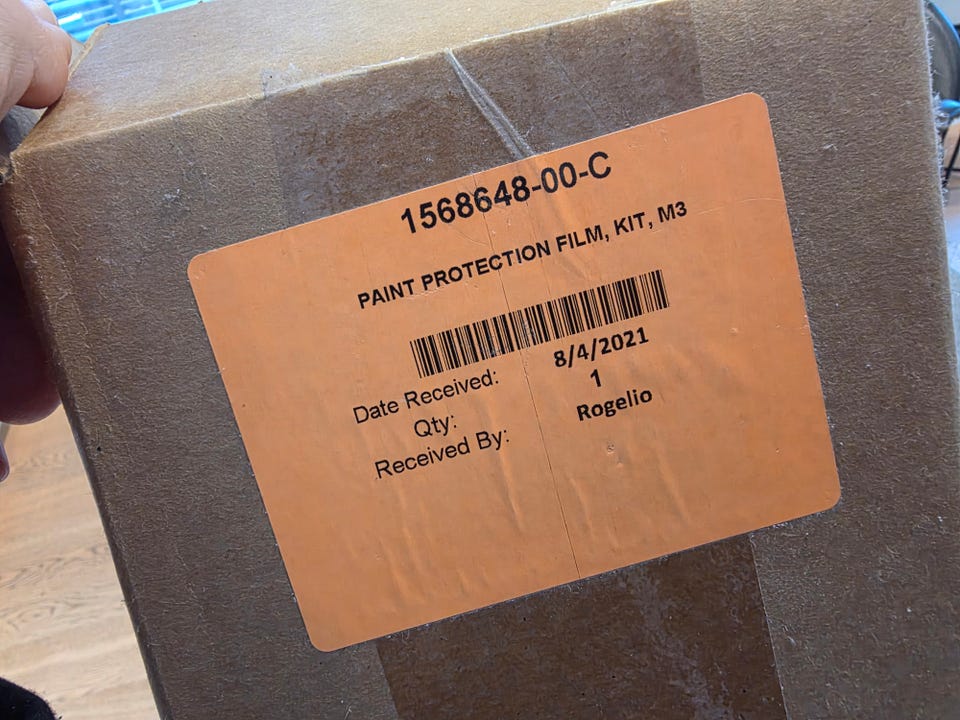 1568648-00-C
PAINT PROTECTION FILM, KIT, M3
Date Received: 8/4/2021
Qty: 1
Received By: Rogelio